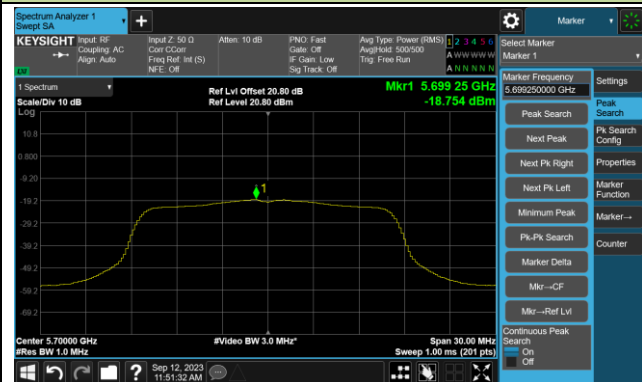 Spectrum Analyzer 1
Swept SA
+
Marker
KEYSIGHT
Input: RF
Coupling: AC
Align: Auto
Input Z: 50 Ω
Corr CCorr
Freq Ref: Int (S)
NFE: Off
Atten: 10 dB
PNO: Fast
Gate: Off
IF Gain: Low
Sig Track: Off
Avg Type: Power (RMS)
Avg|Hold: 500/500
Trig: Free Run
1 2 3 4 5 6
A W W W W W
A N N N N N
LXI
Select Marker
Marker 1
1 Spectrum
Scale/Div 10 dB
Log
Ref Lvl Offset 20.80 dB
Ref Level 20.80 dBm
Mkr1 5.699 25 GHz
-18.754 dBm
10.8
0.800
-9.20
-19.2
-29.2
-39.2
-49.2
-59.2
-69.2
1
Center 5.70000 GHz
#Res BW 1.0 MHz
#Video BW 3.0 MHz*
Span 30.00 MHz
Sweep 1.00 ms (201 pts)
Marker Frequency
5.699250000 GHz
Peak Search
Next Peak
Next Pk Right
Next Pk Left
Minimum Peak
Pk-Pk Search
Marker Delta
Mkr→CF
Mkr→Ref Lvl
Continuous Peak
Search
On
Off
Settings
Peak
Search
Pk Search
Config
Properties
Marker
Function
Marker→
Counter
?
Sep 12, 2023
11:51:32 AM